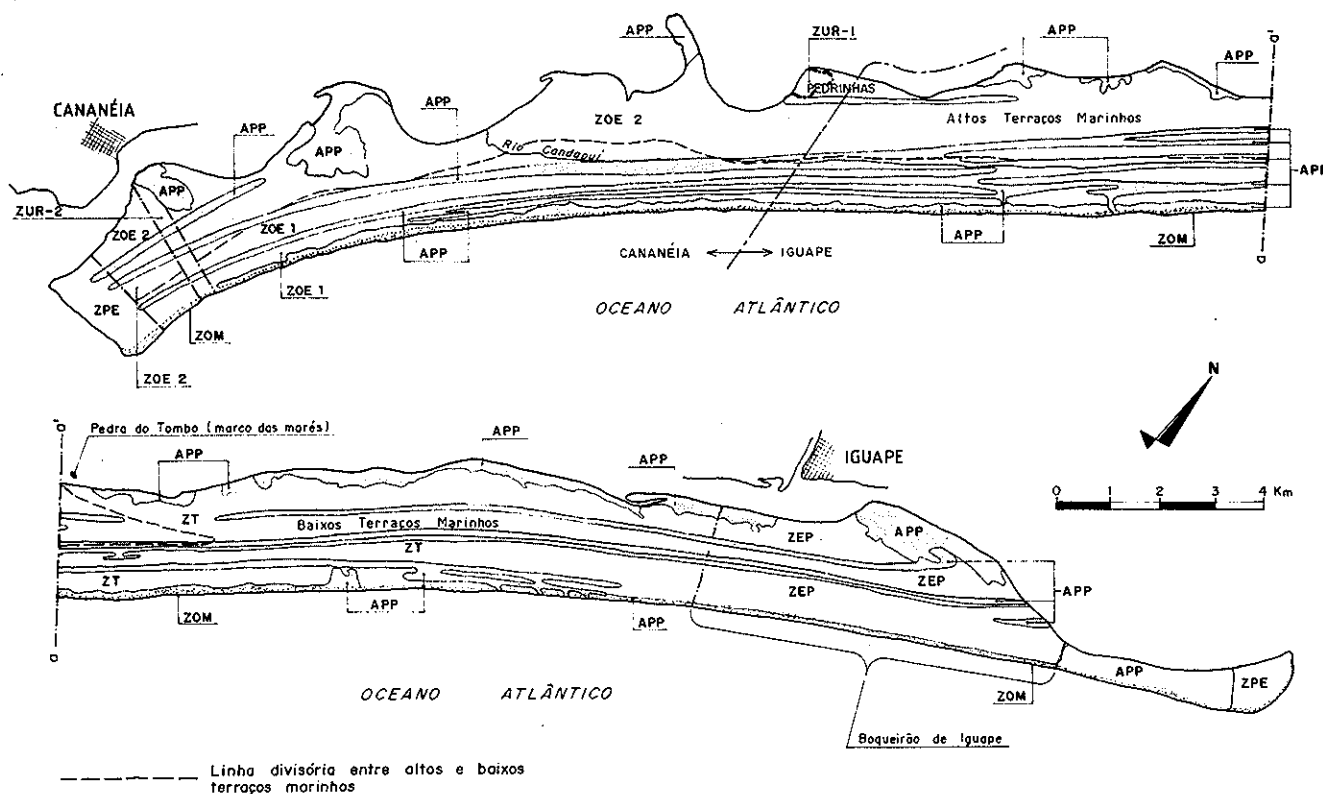 APP
ZUR-1
APP
APP
PEDRINHAS
CANANÉIA
APP
ZOE 2
Altos Terraços Marinhos
APP
Rio Candapuí
APP
ZUR-2
ZOE 2
ZOE 1
APP
APP
CANANÉIA
IGUAPE
ZOM
ZPE
ZOE 1
OCEANO ATLÂNTICO
ZOM
ZOE 2
N
Pedra do Tombo (marco das marés)
APP
APP
APP
IGUAPE
0 1 2 3 4 Km
ZT
Baixos Terraços Marinhos
ZEP
APP
ZT
ZEP
ZT
ZEP
APP
ZOM
APP
APP
APP
ZPE
OCEANO ATLÂNTICO
ZOM
Boqueirão de Iguape
Linha divisória entre altos e baixos
terraços marinhos